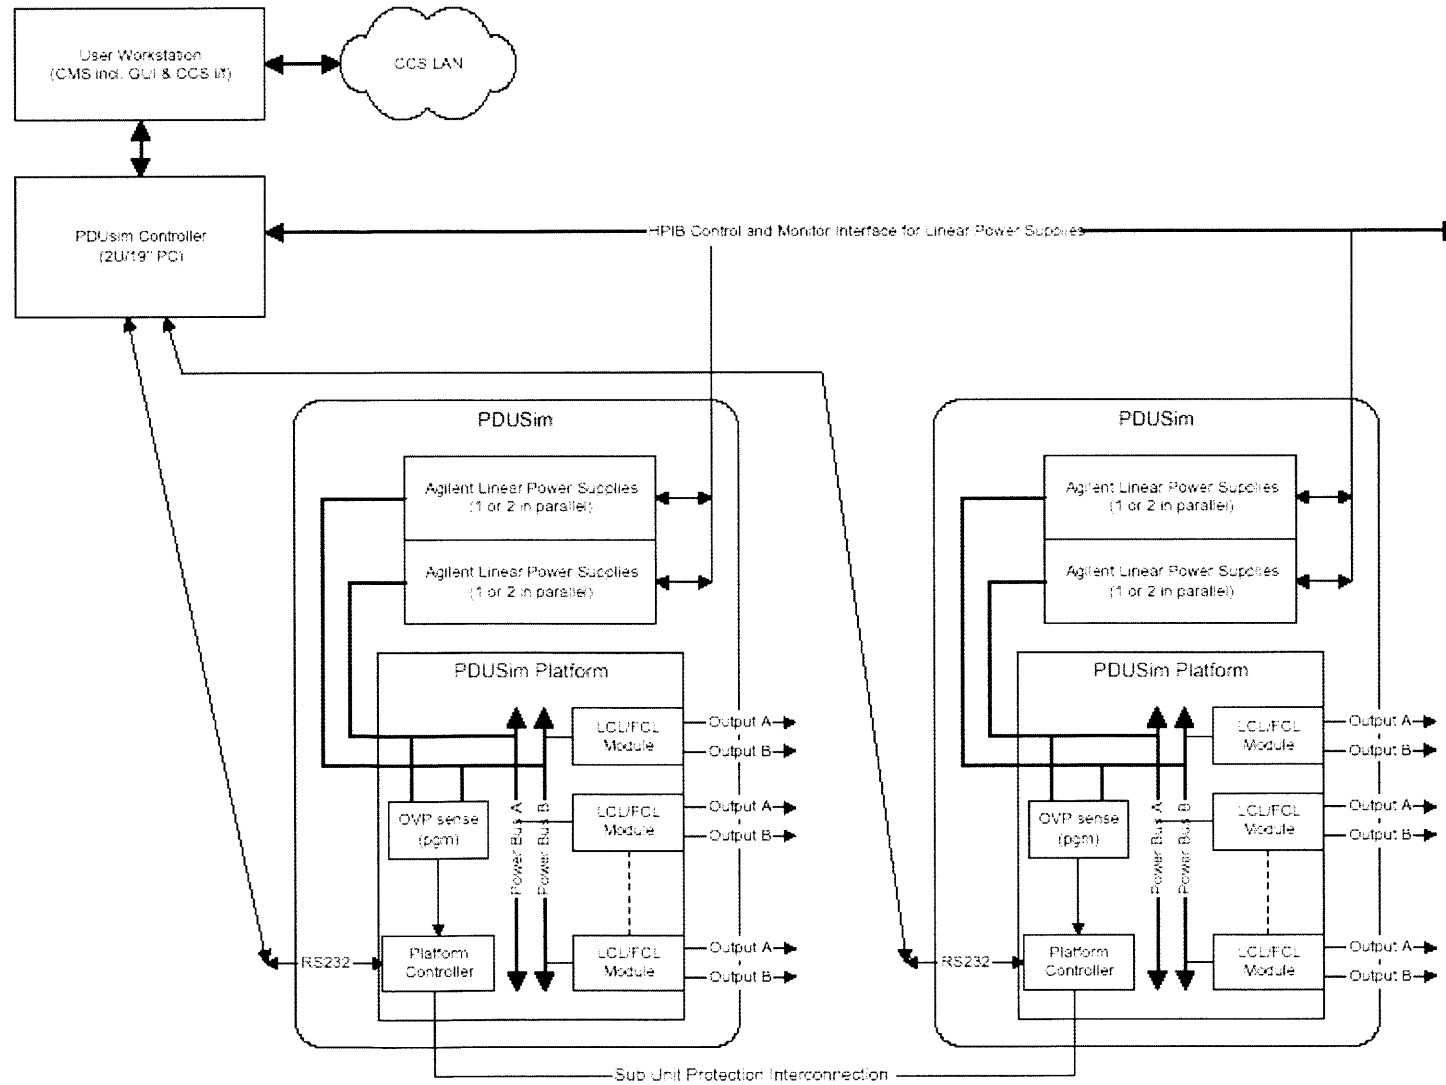 User Workstation
(CMS incl. GUI & CCS I/f)
CCS LAN
PDUsim Controller
(2U/19" PC)
HPIB Control and Monitor Interface for Linear Power Supplies
PDUSim
Agilent Linear Power Supplies
(1 or 2 in parallel)
Agilent Linear Power Supplies
(1 or 2 in parallel)
PDUSim Platform
LCL/FCL
Module
Output A
Output B
OVP sense
(pgm)
Power Bus A
Power Bus B
LCL/FCL
Module
Output A
Output B
RS232
Platform
Controller
LCL/FCL
Module
Output A
Output B
PDUSim
Agilent Linear Power Supplies
(1 or 2 in parallel)
Agilent Linear Power Supplies
(1 or 2 in parallel)
PDUSim Platform
LCL/FCL
Module
Output A
Output B
OVP sense
(pgm)
Power Bus A
Power Bus B
LCL/FCL
Module
Output A
Output B
RS232
Platform
Controller
LCL/FCL
Module
Output A
Output B
Sub Unit Protection Interconnection